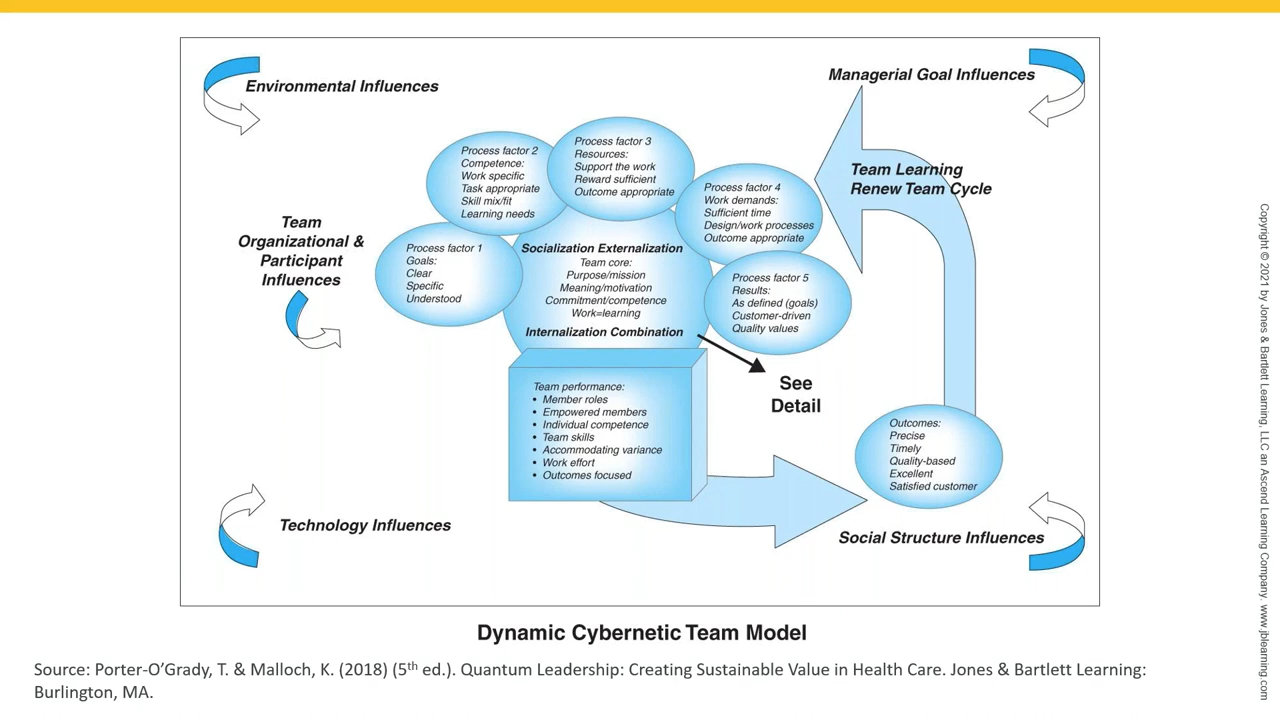 Environmental Influences
Managerial Goal Influences
Process factor 2
Competence:
Work specific
Task appropriate
Skill mix/fit
Learning needs
Process factor 3
Resources:
Support the work
Reward sufficient
Outcome appropriate
Process factor 4
Work demands:
Sufficient time
Design/work processes
Outcome appropriate
Team Learning
Renew Team Cycle
Team
Organizational &
Participant
Influences
Process factor 1
Goals:
Clear
Specific
Understood
Socialization Externalization
Team core:
Purpose/mission
Meaning/motivation
Commitment/competence
Work=learning
Internalization Combination
Process factor 5
Results:
As defined (goals)
Customer-driven
Quality values
See
Detail
Team performance:
• Member roles
• Empowered members
• Individual competence
• Team skills
• Accommodating variance
• Work effort
• Outcomes focused
Outcomes:
Precise
Timely
Quality-based
Excellent
Satisfied customer
Technology Influences
Social Structure Influences
Dynamic Cybernetic Team Model
Source: Porter-O’Grady, T. & Malloch, K. (2018) (5th ed.). Quantum Leadership: Creating Sustainable Value in Health Care. Jones & Bartlett Learning:
Burlington, MA.
Copyright © 2021 by Jones & Bartlett Learning, LLC an Ascend Learning Company. www.jblearning.com